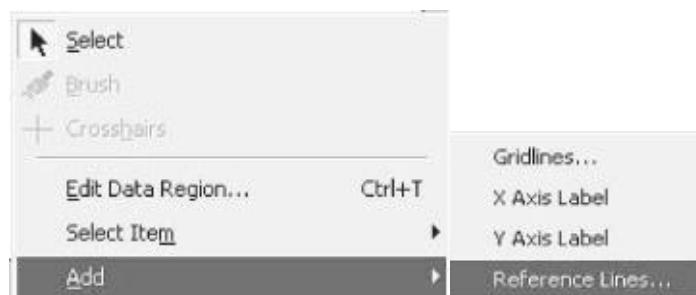 Select
Brush
Crosshairs
Edit Data Region... Ctrl+T
Select Item
Add
Gridlines...
X Axis Label
Y Axis Label
Reference Lines...